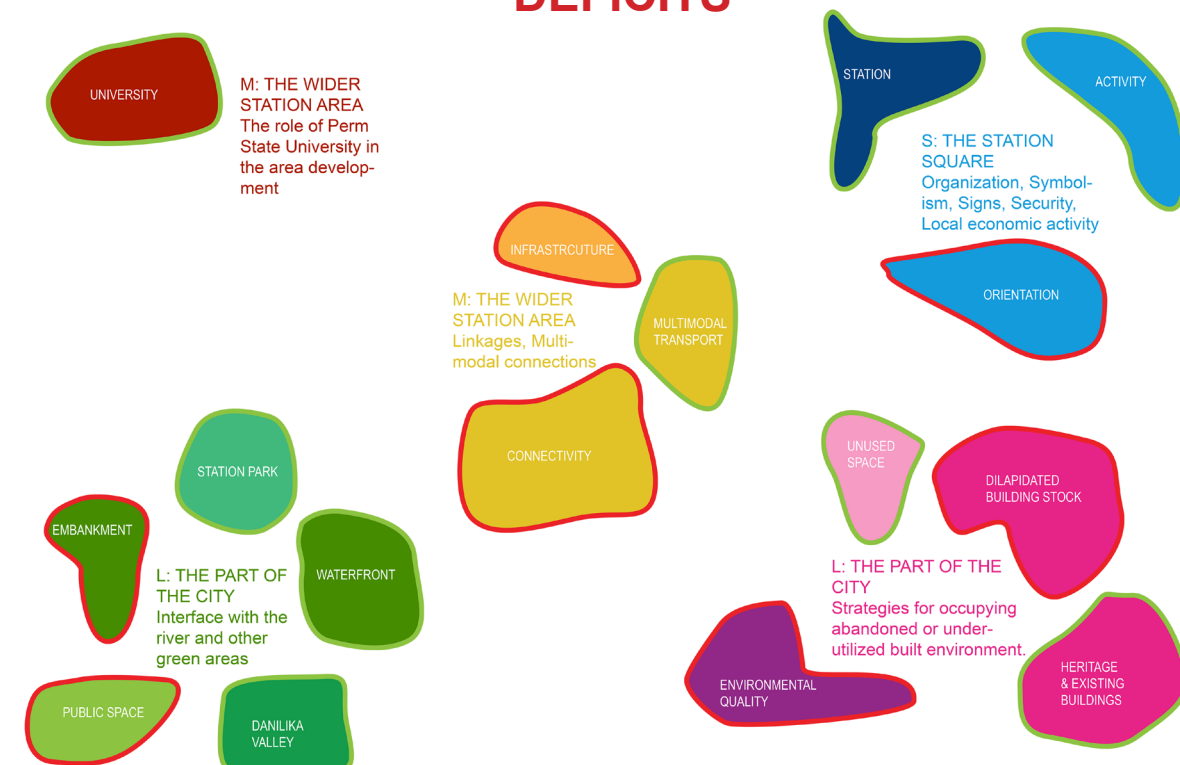 DEFICITS
UNIVERSITY
M: THE WIDER
STATION AREA
The role of Perm
State University in
the area develop-
ment
STATION
ACTIVITY
S: THE STATION
SQUARE
Organization, Symbol-
ism, Signs, Security,
Local economic activity
ORIENTATION
INFRASTRCUTURE
M: THE WIDER
STATION AREA
Linkages, Multi-
modal connections
MULTIMODAL
TRANSPORT
CONNECTIVITY
STATION PARK
EMBANKMENT
WATERFRONT
L: THE PART OF
THE CITY
Interface with the
river and other
green areas
PUBLIC SPACE
DANILIKA
VALLEY
UNUSED
SPACE
DILAPIDATED
BUILDING STOCK
L: THE PART OF THE
CITY
Strategies for occupying
abandoned or under-
utilized built environment.
ENVIRONMENTAL
QUALITY
HERITAGE
& EXISTING
BUILDINGS